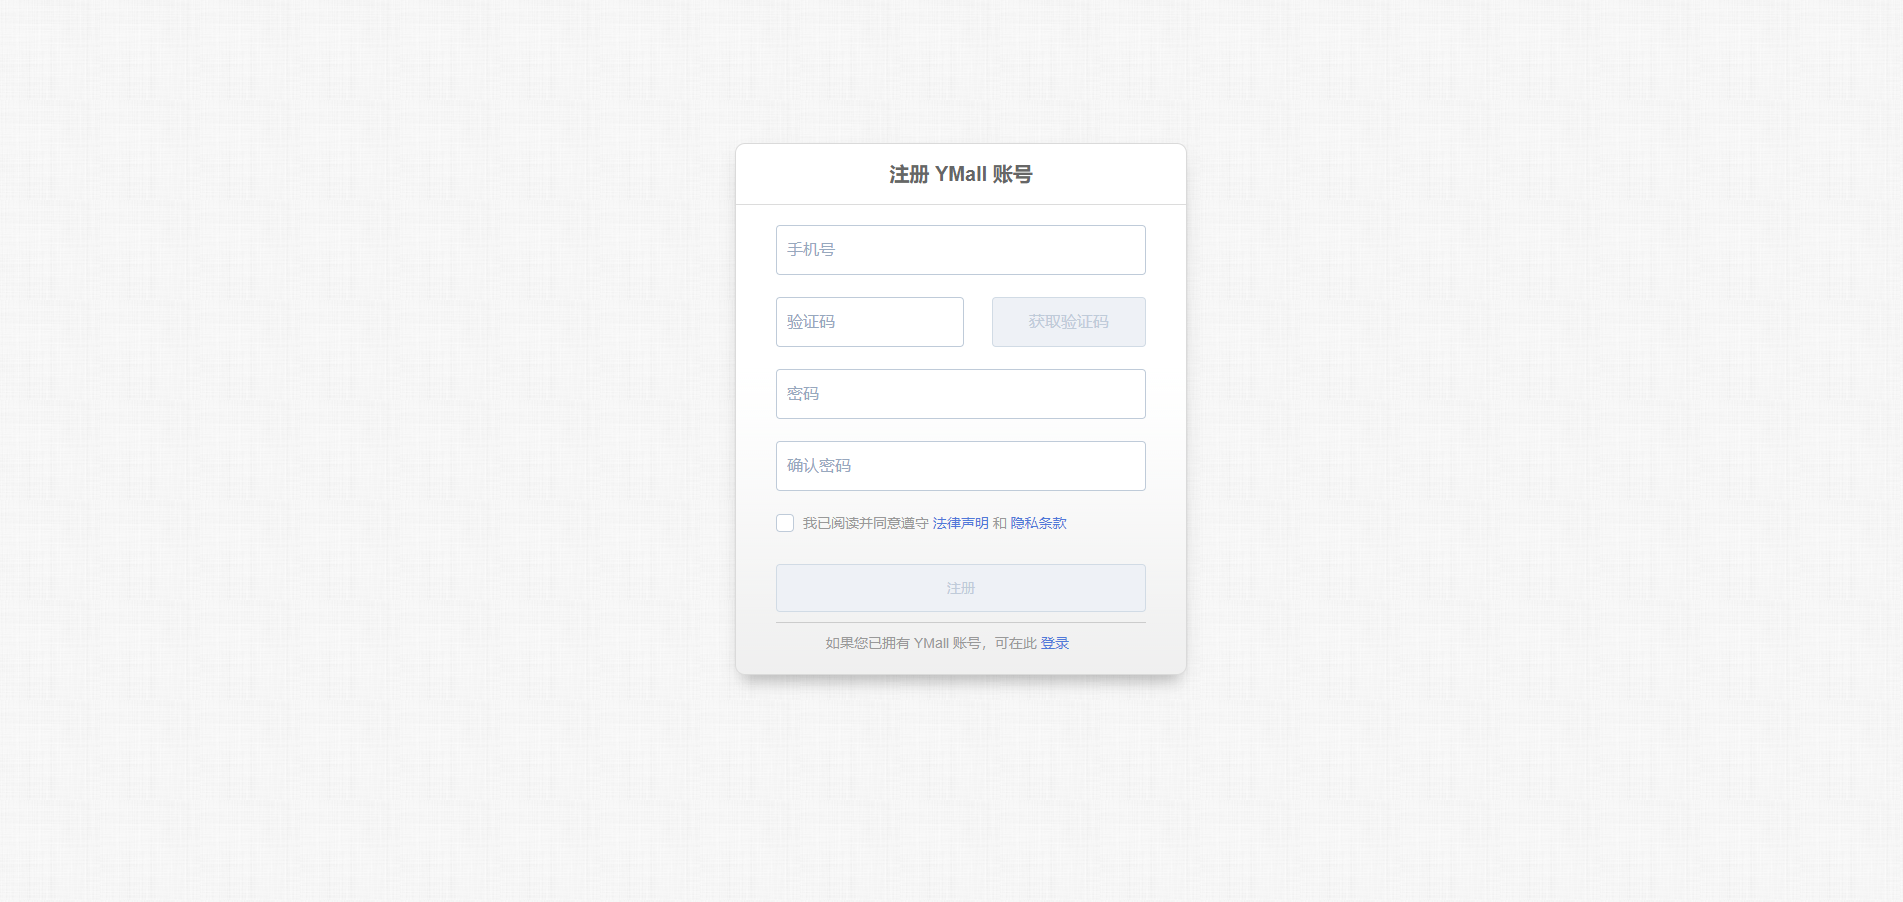 注册 YMall 账号
手机号
验证码 获取验证码
密码
确认密码
我已阅读并同意遵守 法律声明 和 隐私条款
注册
如果您已拥有 YMall 账号，可在此 登录